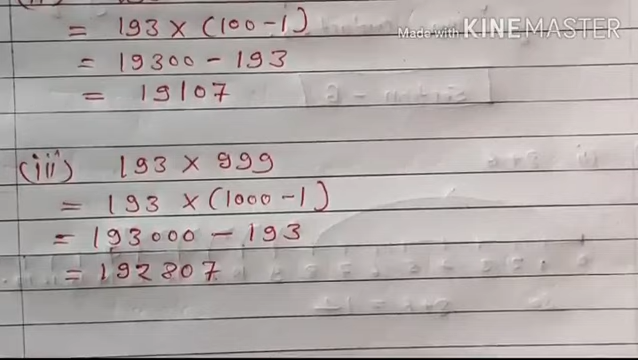 = 193 × (100-1)
Made with KINEMASTER
= 19300 - 193
= 19107
(iii) 193 × 999
= 193 × (1000-1)
= 193000 - 193
= 192807